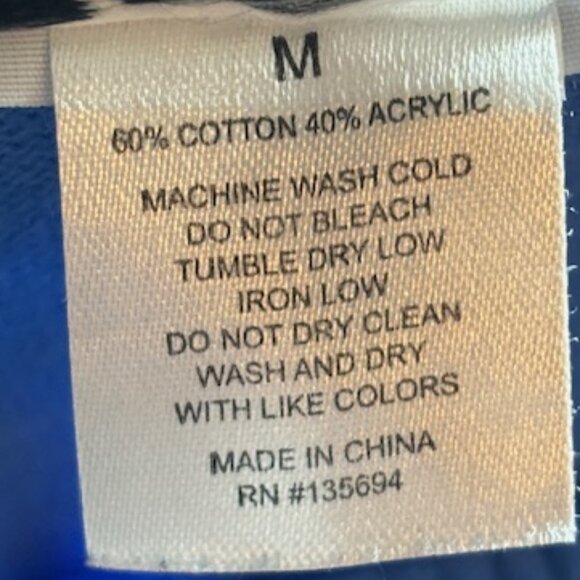 M
60% COTTON 40% ACRYLIC
MACHINE WASH COLD
DO NOT BLEACH
TUMBLE DRY LOW
IRON LOW
DO NOT DRY CLEAN
WASH AND DRY
WITH LIKE COLORS
MADE IN CHINA
RN #135694